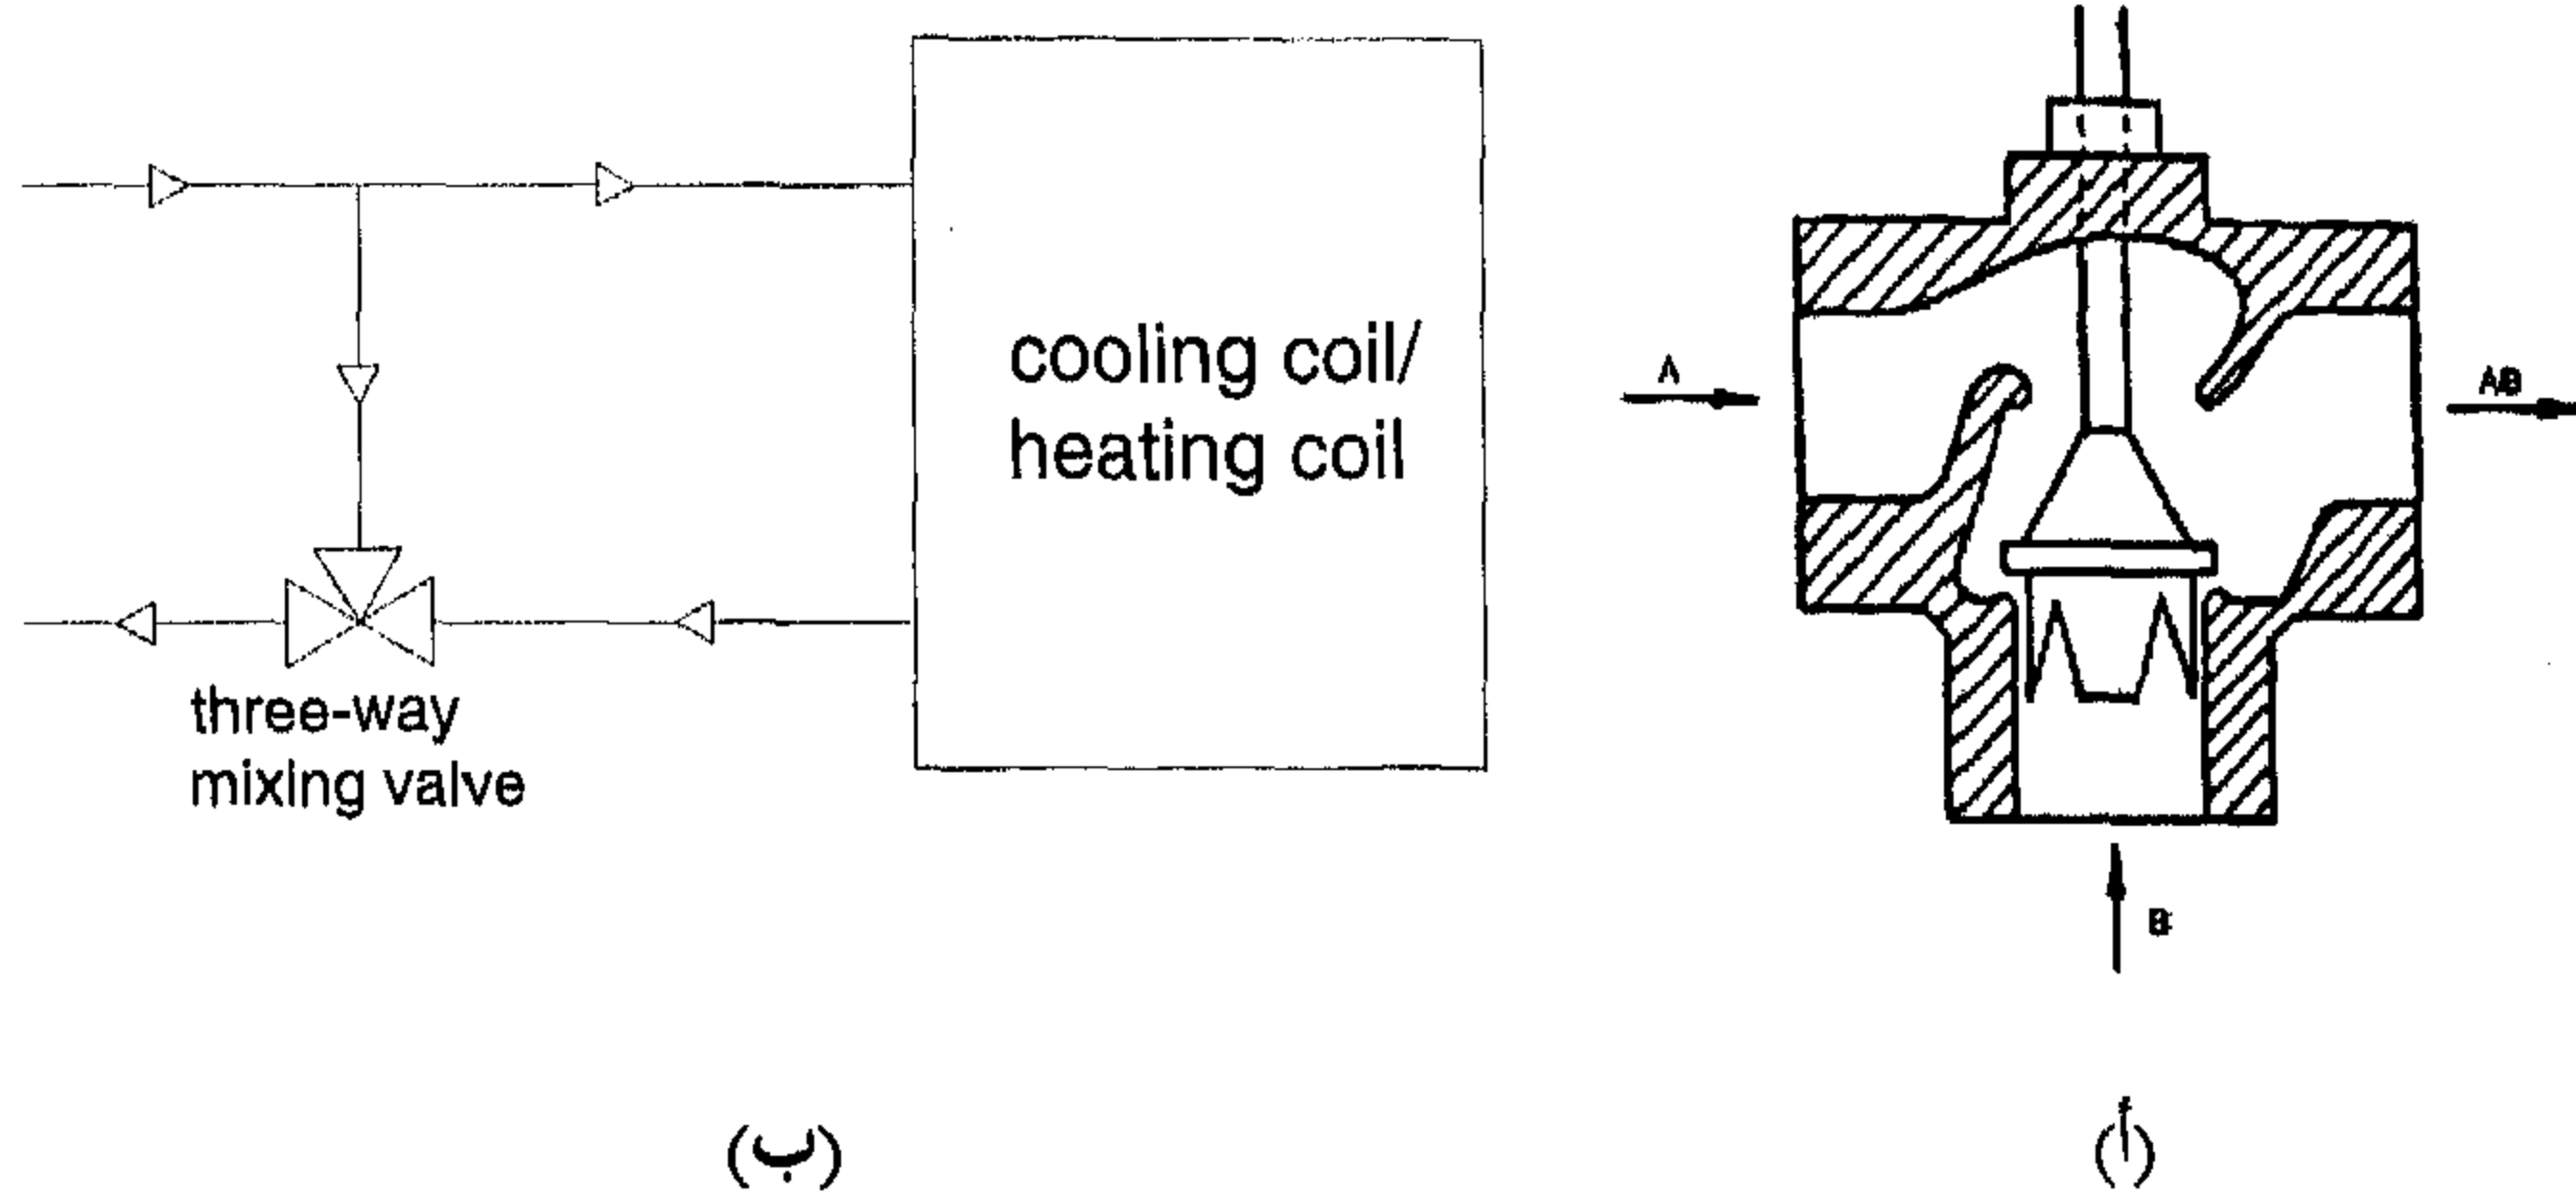 cooling coil/
heating coil
three-way
mixing valve
A
AB
B
(ب)
(أ)